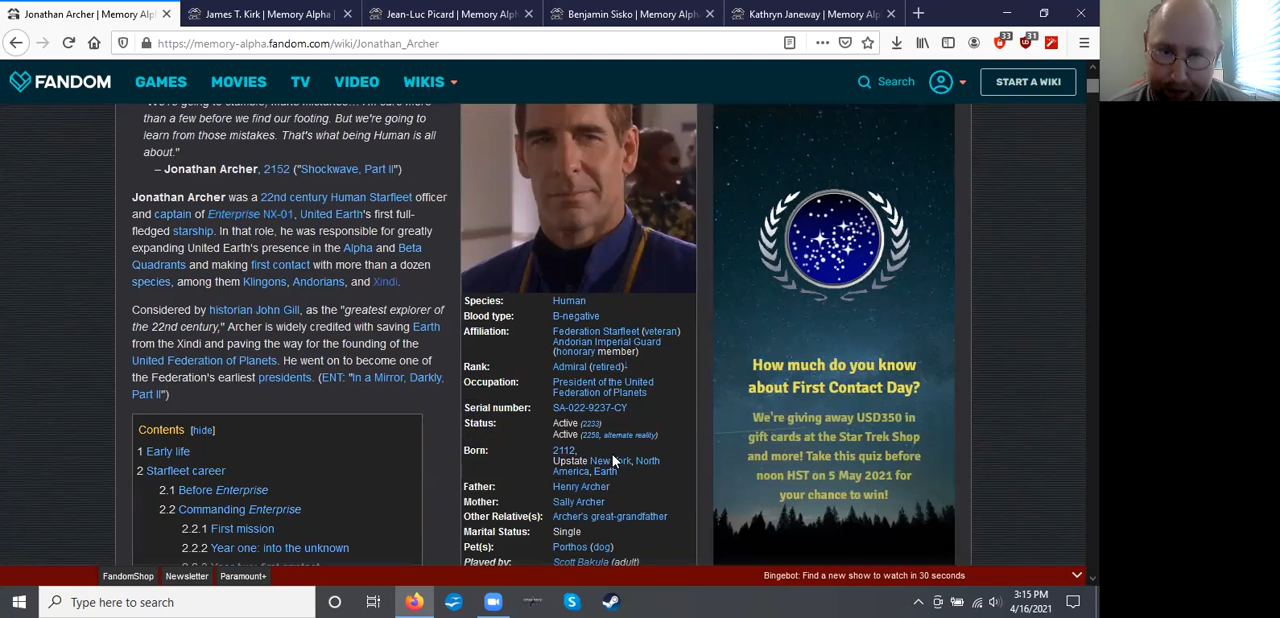 Jonathan Archer | Memory Alp
James T. Kirk | Memory Alpha |
Jean-Luc Picard | Memory Alph
Benjamin Sisko | Memory Alpha
Kathryn Janeway | Memory Alp
https://memory-alpha.fandom.com/wiki/Jonathan_Archer
33
31
FANDOM
GAMES
MOVIES
TV
VIDEO
WIKIS
Search
START A WIKI
than a few before we find our footing. But we're going to
learn from those mistakes. That's what being Human is all
about."
– Jonathan Archer, 2152 ("Shockwave, Part II")
Jonathan Archer was a 22nd century Human Starfleet officer
and captain of Enterprise NX-01, United Earth's first full-
fledged starship. In that role, he was responsible for greatly
expanding United Earth's presence in the Alpha and Beta
Quadrants and making first contact with more than a dozen
species, among them Klingons, Andorians, and Xindi.
Considered by historian John Gill, as the "greatest explorer of
the 22nd century," Archer is widely credited with saving Earth
from the Xindi and paving the way for the founding of the
United Federation of Planets. He went on to become one of
the Federation's earliest presidents. (ENT: "In a Mirror, Darkly,
Part II")
Contents [hide]
1 Early life
2 Starfleet career
2.1 Before Enterprise
2.2 Commanding Enterprise
2.2.1 First mission
2.2.2 Year one: into the unknown
Species: Human
Blood type: B-negative
Affiliation: Federation Starfleet (veteran)
Andorian Imperial Guard
(honorary member)
Rank: Admiral (retired)
Occupation: President of the United
Federation of Planets
Serial number: SA-022-9237-CY
Status: Active (2233)
Active (2258, alternate reality)
Born: 2112,
Upstate New York, North
America, Earth
Father: Henry Archer
Mother: Sally Archer
Other Relative(s): Archer's great-grandfather
Marital Status: Single
Pet(s): Porthos (dog)
Played by: Scott Bakula (adult)
How much do you know
about First Contact Day?
We're giving away USD350 in
gift cards at the Star Trek Shop
and more! Take this quiz before
noon HST on 5 May 2021 for
your chance to win!
FandomShop
Newsletter
Paramount+
Bingebot: Find a new show to watch in 30 seconds
Type here to search
3:15 PM
4/16/2021